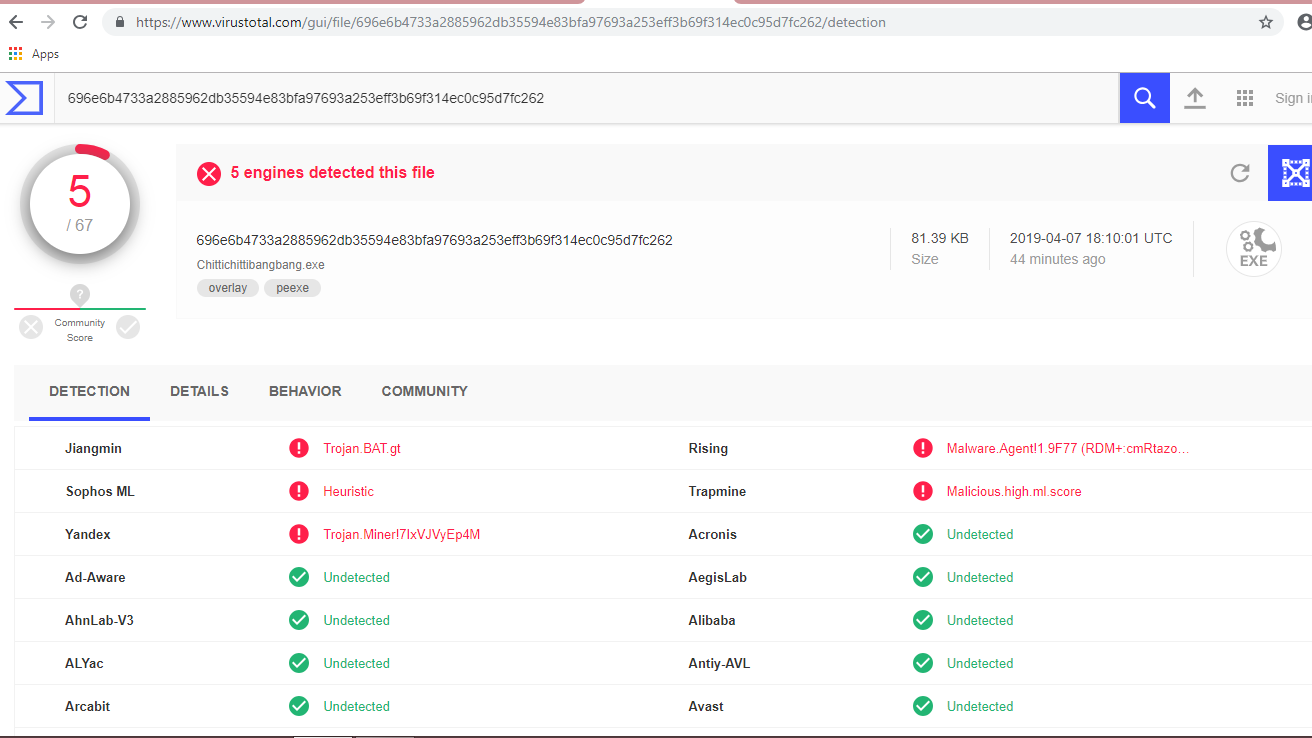 https://www.virustotal.com/gui/file/696e6b4733a2885962db35594e83bfa97693a253eff3b69f314ec0c95d7fc262/detection
Apps
696e6b4733a2885962db35594e83bfa97693a253eff3b69f314ec0c95d7fc262
Sign i
5
/ 67
5 engines detected this file
696e6b4733a2885962db35594e83bfa97693a253eff3b69f314ec0c95d7fc262
81.39 KB
2019-04-07 18:10:01 UTC
Size
44 minutes ago
EXE
Chittichittibangbang.exe
overlay peexe
?
Community
Score
DETECTION DETAILS BEHAVIOR COMMUNITY
Jiangmin Trojan.BAT.gt Rising Malware.Agent!1.9F77 (RDM+:cmRtazo...
Sophos ML Heuristic Trapmine Malicious.high.ml.score
Yandex Trojan.Miner!7IxVJVyEp4M Acronis Undetected
Ad-Aware Undetected AegisLab Undetected
AhnLab-V3 Undetected Alibaba Undetected
ALYac Undetected Antiy-AVL Undetected
Arcabit Undetected Avast Undetected